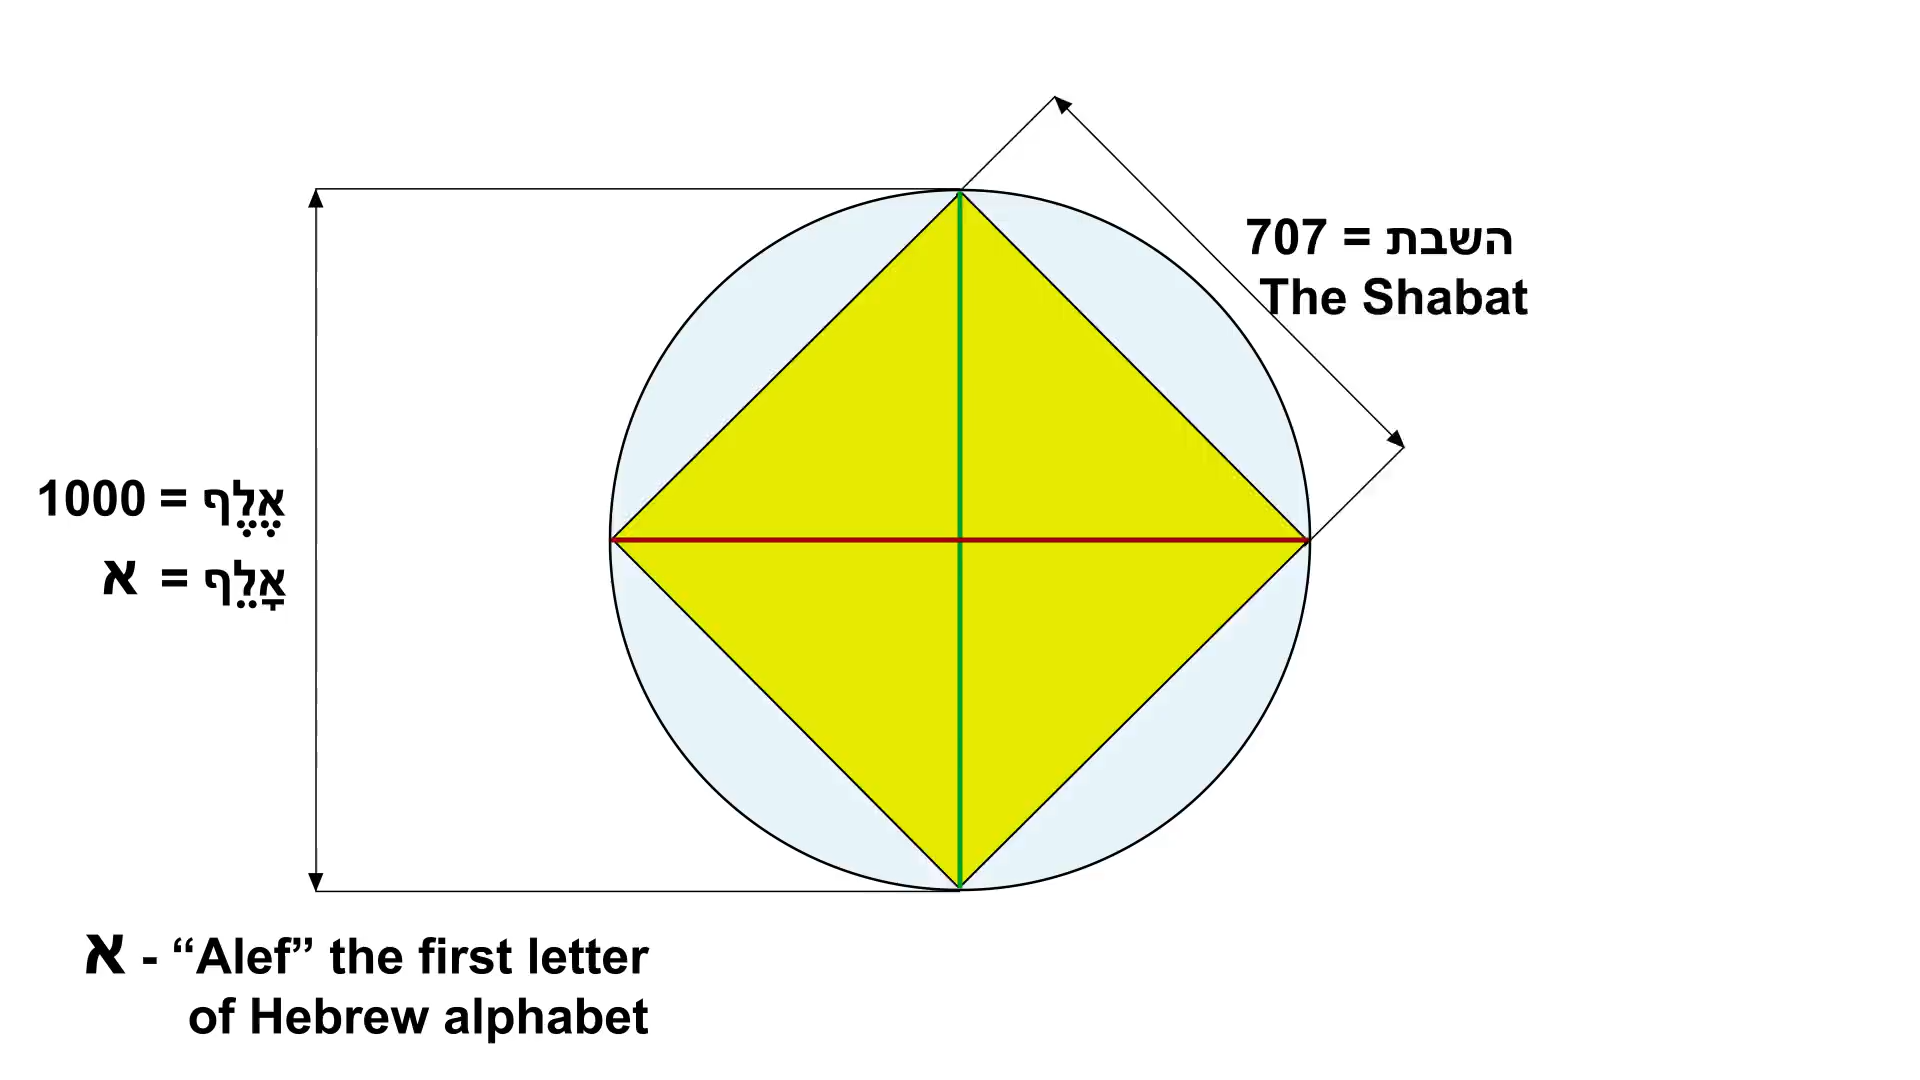 707 = השבת
The Shabat
1000 = אֶלֶף
א = אָלֵף
א - “Alef” the first letter
of Hebrew alphabet